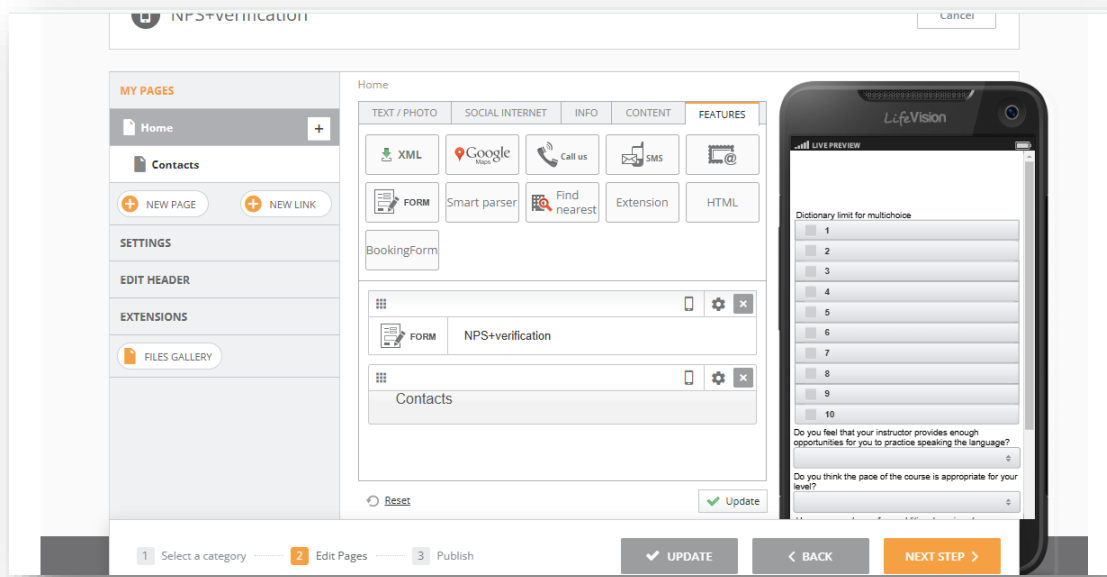 NPS+verification
Cancel
MY PAGES
Home
+
Contacts
NEW PAGE
NEW LINK
SETTINGS
EDIT HEADER
EXTENSIONS
FILES GALLERY
Home
TEXT / PHOTO SOCIAL INTERNET INFO CONTENT FEATURES
XML Google Maps Call us SMS @
FORM Smart parser Find nearest Extension HTML
BookingForm
FORM NPS+verification
Contacts
Reset
Update
LifeVision
LIVE PREVIEW
Dictionary limit for multichoice
1
2
3
4
5
6
7
8
9
10
Do you feel that your instructor provides enough
opportunities for you to practice speaking the language?
Do you think the pace of the course is appropriate for your
level?
1 Select a category 2 Edit Pages 3 Publish
UPDATE
BACK
NEXT STEP